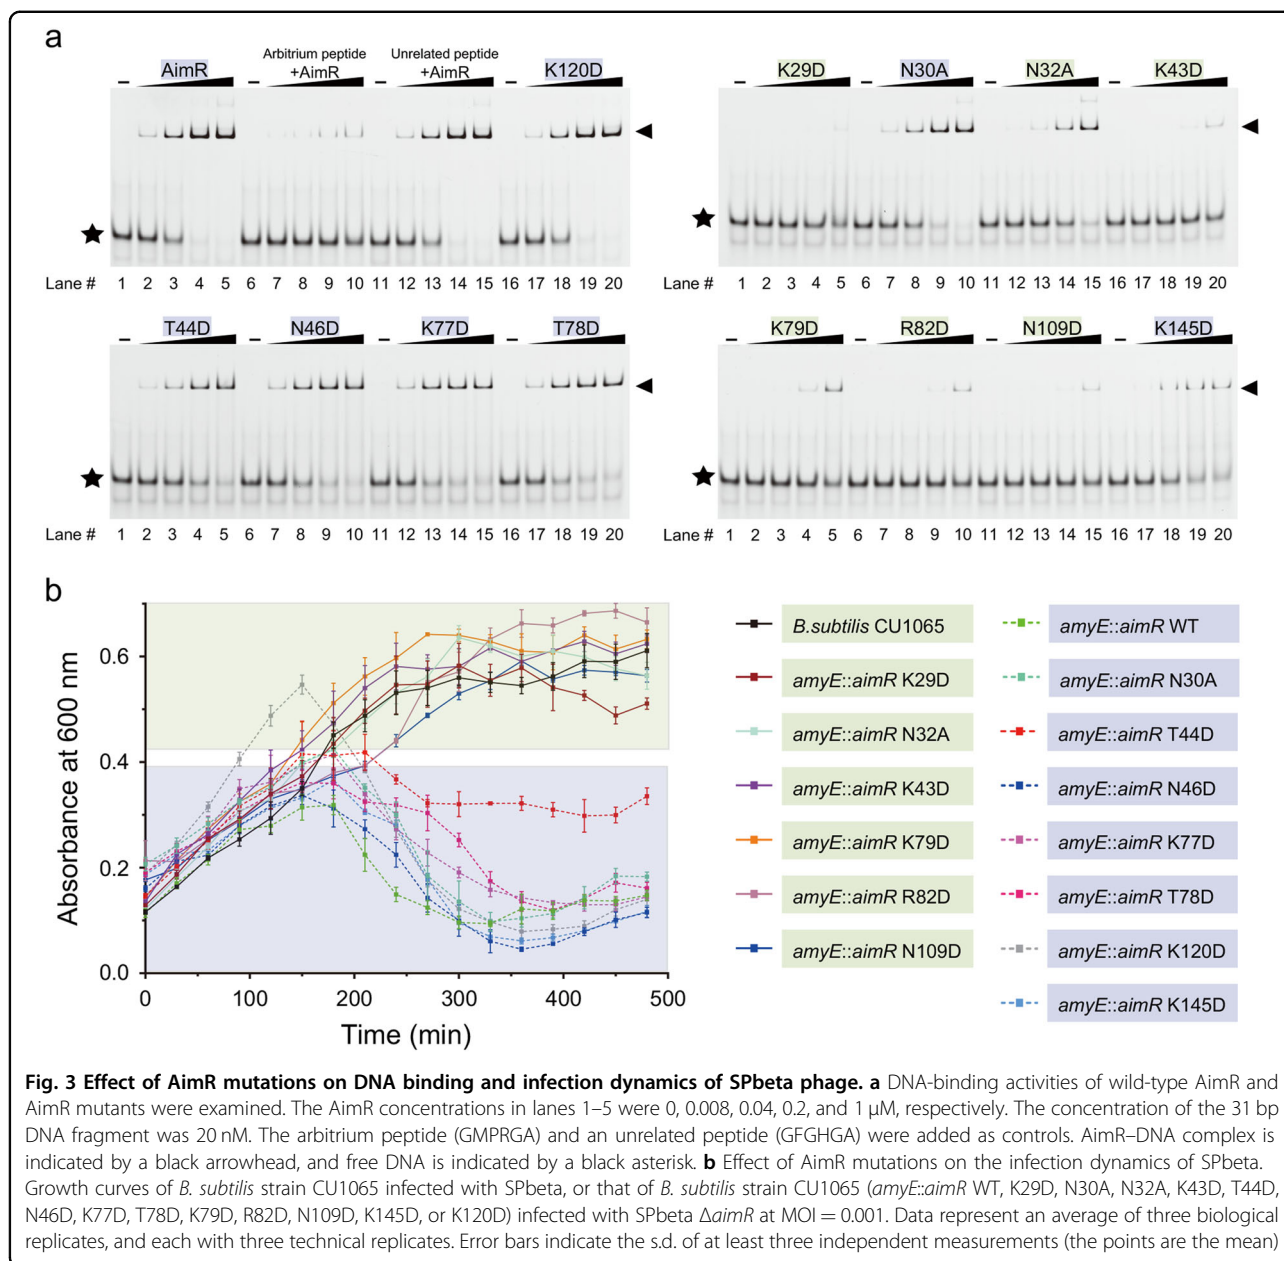 a
AimR
Arbitrium peptide
+AimR
Unrelated peptide
+AimR
K120D
K29D
N30A
N32A
K43D
– – – – – – – –
Lane # 1 2 3 4 5 6 7 8 9 10 11 12 13 14 15 16 17 18 19 20
1 2 3 4 5 6 7 8 9 10 11 12 13 14 15 16 17 18 19 20
T44D
N46D
K77D
T78D
K79D
R82D
N109D
K145D
– – – – – – – –
Lane # 1 2 3 4 5 6 7 8 9 10 11 12 13 14 15 16 17 18 19 20
Lane # 1 2 3 4 5 6 7 8 9 10 11 12 13 14 15 16 17 18 19 20
b
Absorbance at 600 nm
0.6
0.4
0.2
0.0
0 100 200 300 400 500
Time (min)
B.subtilis CU1065
amyE::aimR K29D
amyE::aimR N32A
amyE::aimR K43D
amyE::aimR K79D
amyE::aimR R82D
amyE::aimR N109D
amyE::aimR WT
amyE::aimR N30A
amyE::aimR T44D
amyE::aimR N46D
amyE::aimR K77D
amyE::aimR T78D
amyE::aimR K120D
amyE::aimR K145D
Fig. 3 Effect of AimR mutations on DNA binding and infection dynamics of SPbeta phage. a DNA-binding activities of wild-type AimR and
AimR mutants were examined. The AimR concentrations in lanes 1–5 were 0, 0.008, 0.04, 0.2, and 1 μM, respectively. The concentration of the 31 bp
DNA fragment was 20 nM. The arbitrium peptide (GMPRGA) and an unrelated peptide (GFGHGA) were added as controls. AimR–DNA complex is
indicated by a black arrowhead, and free DNA is indicated by a black asterisk. b Effect of AimR mutations on the infection dynamics of SPbeta.
Growth curves of B. subtilis strain CU1065 infected with SPbeta, or that of B. subtilis strain CU1065 (amyE::aimR WT, K29D, N30A, N32A, K43D, T44D,
N46D, K77D, T78D, K79D, R82D, N109D, K145D, or K120D) infected with SPbeta ΔaimR at MOI = 0.001. Data represent an average of three biological
replicates, and each with three technical replicates. Error bars indicate the s.d. of at least three independent measurements (the points are the mean)